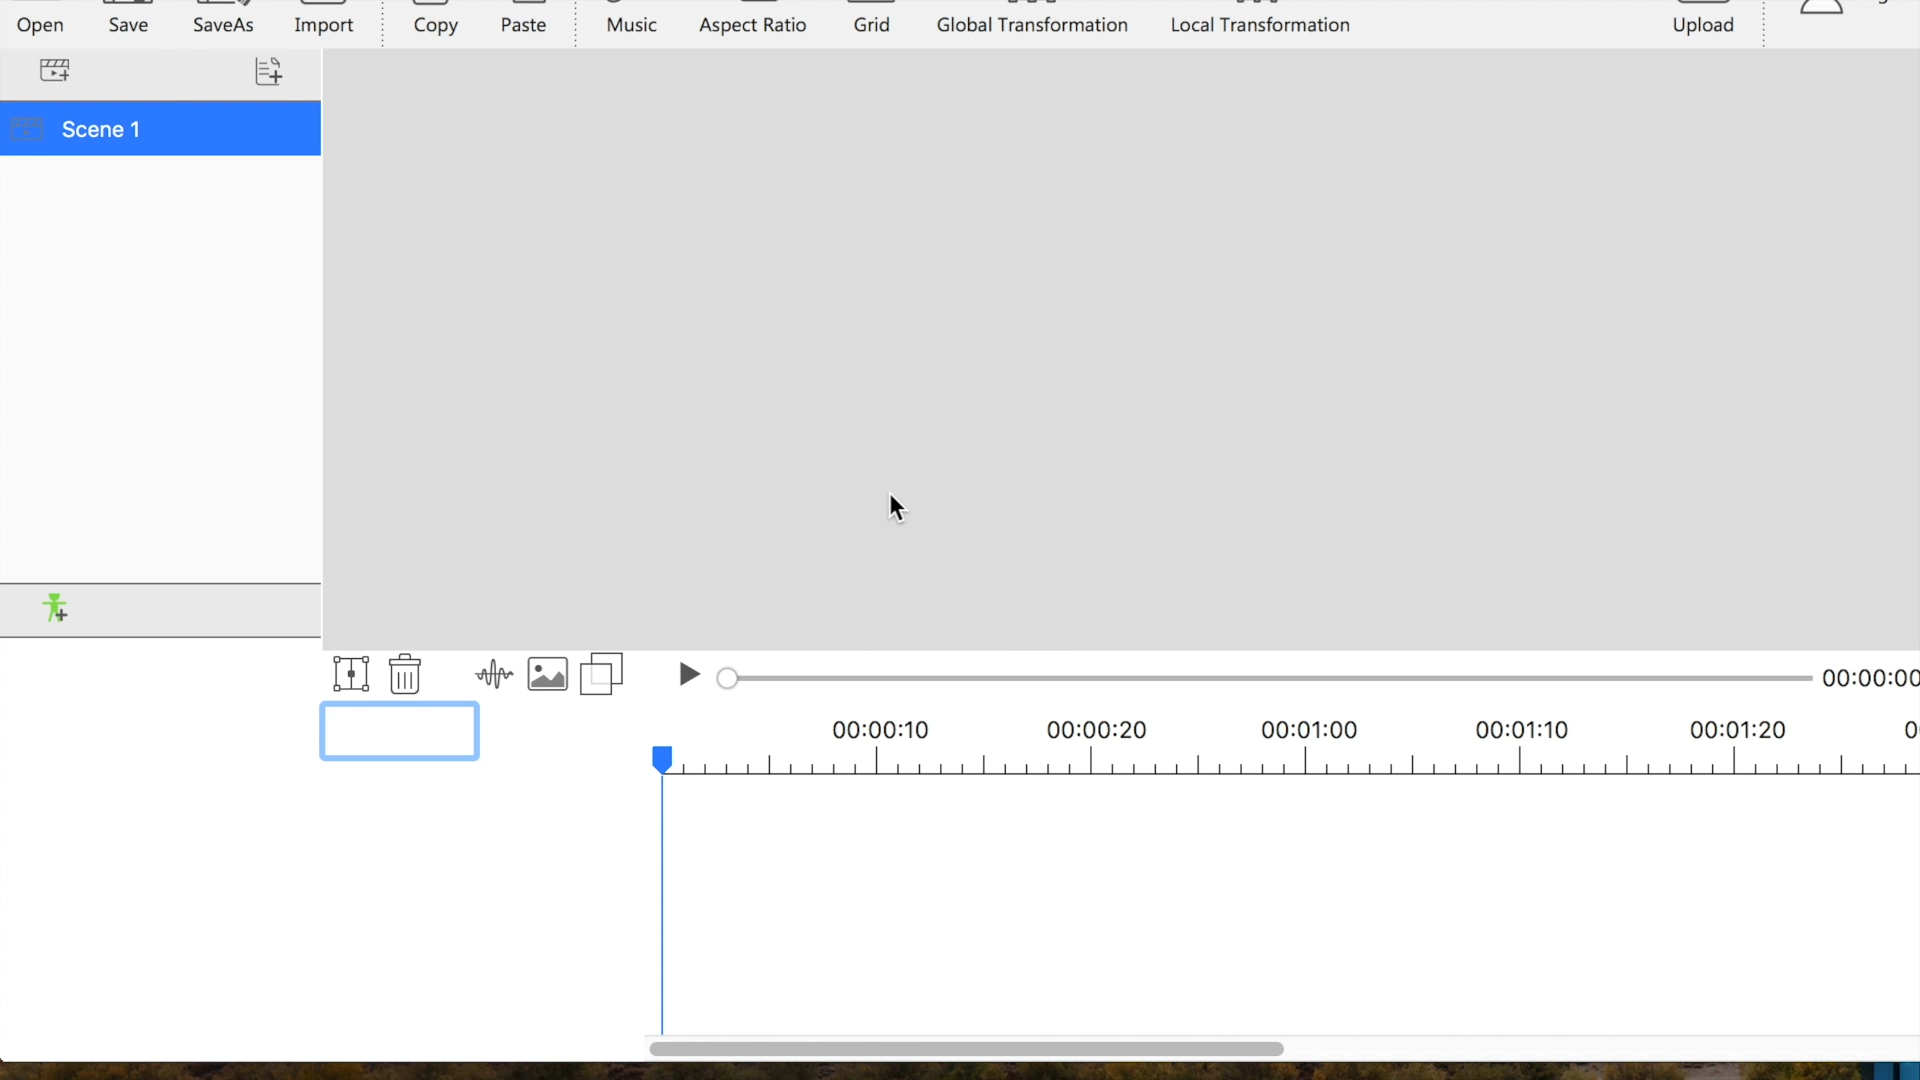 Open Save SaveAs Import Copy Paste Music Aspect Ratio Grid Global Transformation Local Transformation Upload
Scene 1
00:00:00
00:00:10 00:00:20 00:01:00 00:01:10 00:01:20